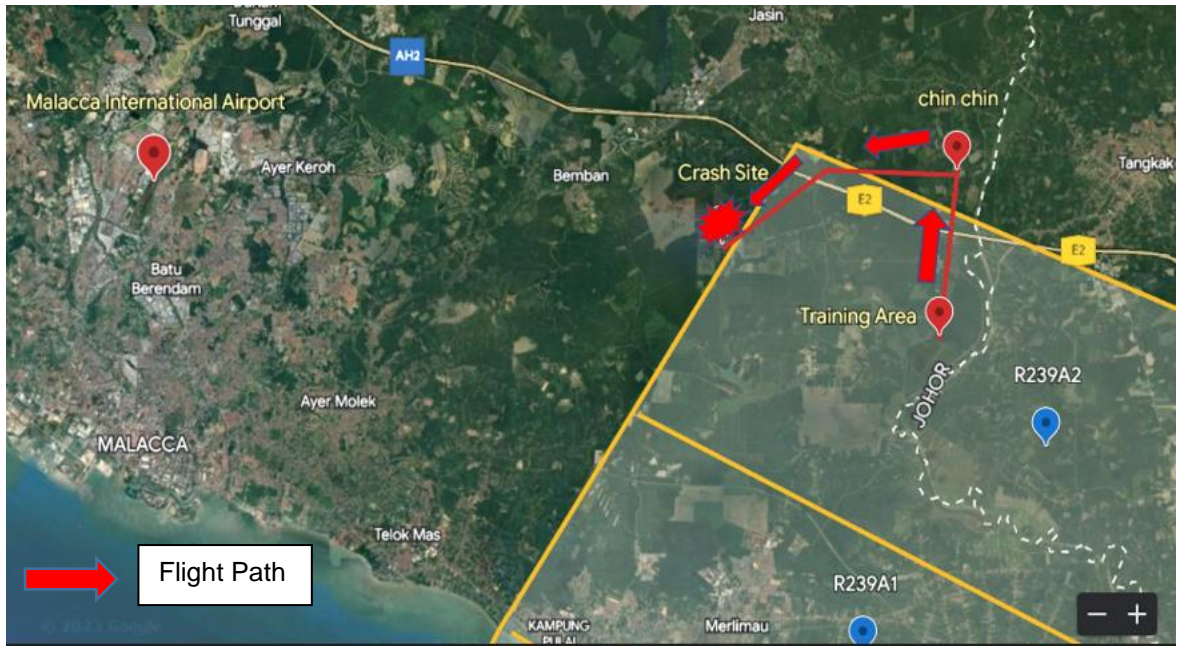 Tunggal
Jasin
AH2
Malacca International Airport
chin chin
Ayer Keroh
Bemban
Crash Site
Tangkak
E2
E2
Batu
Berendam
Training Area
JOHOR
R239A2
Ayer Molek
MALACCA
Telok Mas
Flight Path
R239A1
KAMPUNG
PULAI
Merlimau
© 2023 Google